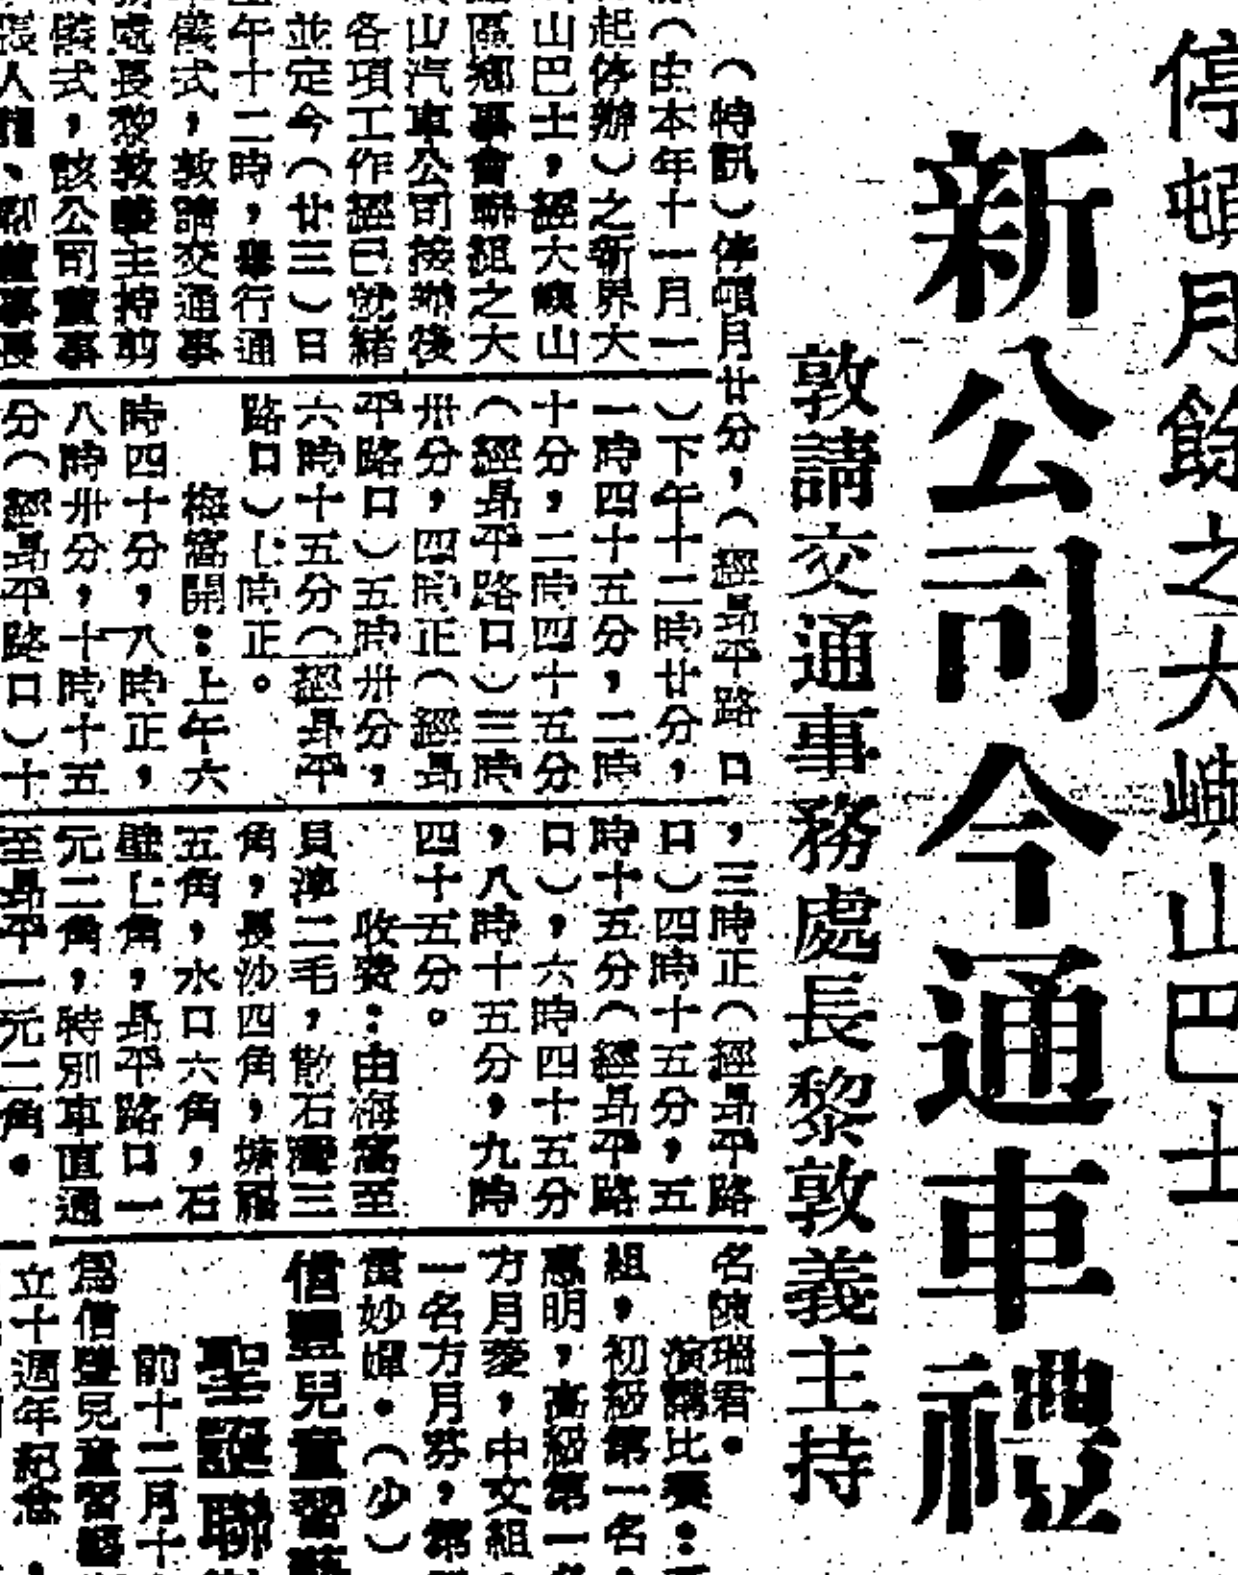 停頓月餘之大嶼山巴士
新公司今通車禮
敦請交通事務處長黎敦義主持
(特訊)停頓月
(由本年十一月一
起停辦)之新界大
山巴士,經大嶼山
區鄉事會聯組之大
山汽車公司接辦後
各項工作經已就緒
並定今(廿三)日
午十二時,舉行通
儀式,敦請交通事
處長黎敦義主持剪
儀式,該公司董事
張人龍、
廿分,(經昂平路口
)下午十二時廿分,
一時四十五分,二時
十分,二時四十五分
(經昂平路口)三時
卅分,四時正(經昂
平路口)五時卅分,
六時十五分(經昂平
路口)七時正。
梅窩開:上午六
時四十分,八時正,
八時卅分,十時十五
分(經昂平路口)十
,三時正(經昂平路
口)四時十五分,五
時十五分(經昂平路
口),六時四十五分
,八時十五分,九時
四十五分。
收費:由梅窩至
貝澳二毛,散石灣三
角,長沙四角,塘福
五角,水口六角,石
壁七角,昂平路口一
元二角,特別車直通
至昂平一元二角。
名陳瑞君。
演講比賽:
組,初級第一名
惠明,高級第一名
方月菱,中文組
一名方月芬,第
雷妙嬋。(少)
信豐兒童習藝
聖誕聯
前十二月十
為信豐兒童習藝
立十週年紀念,